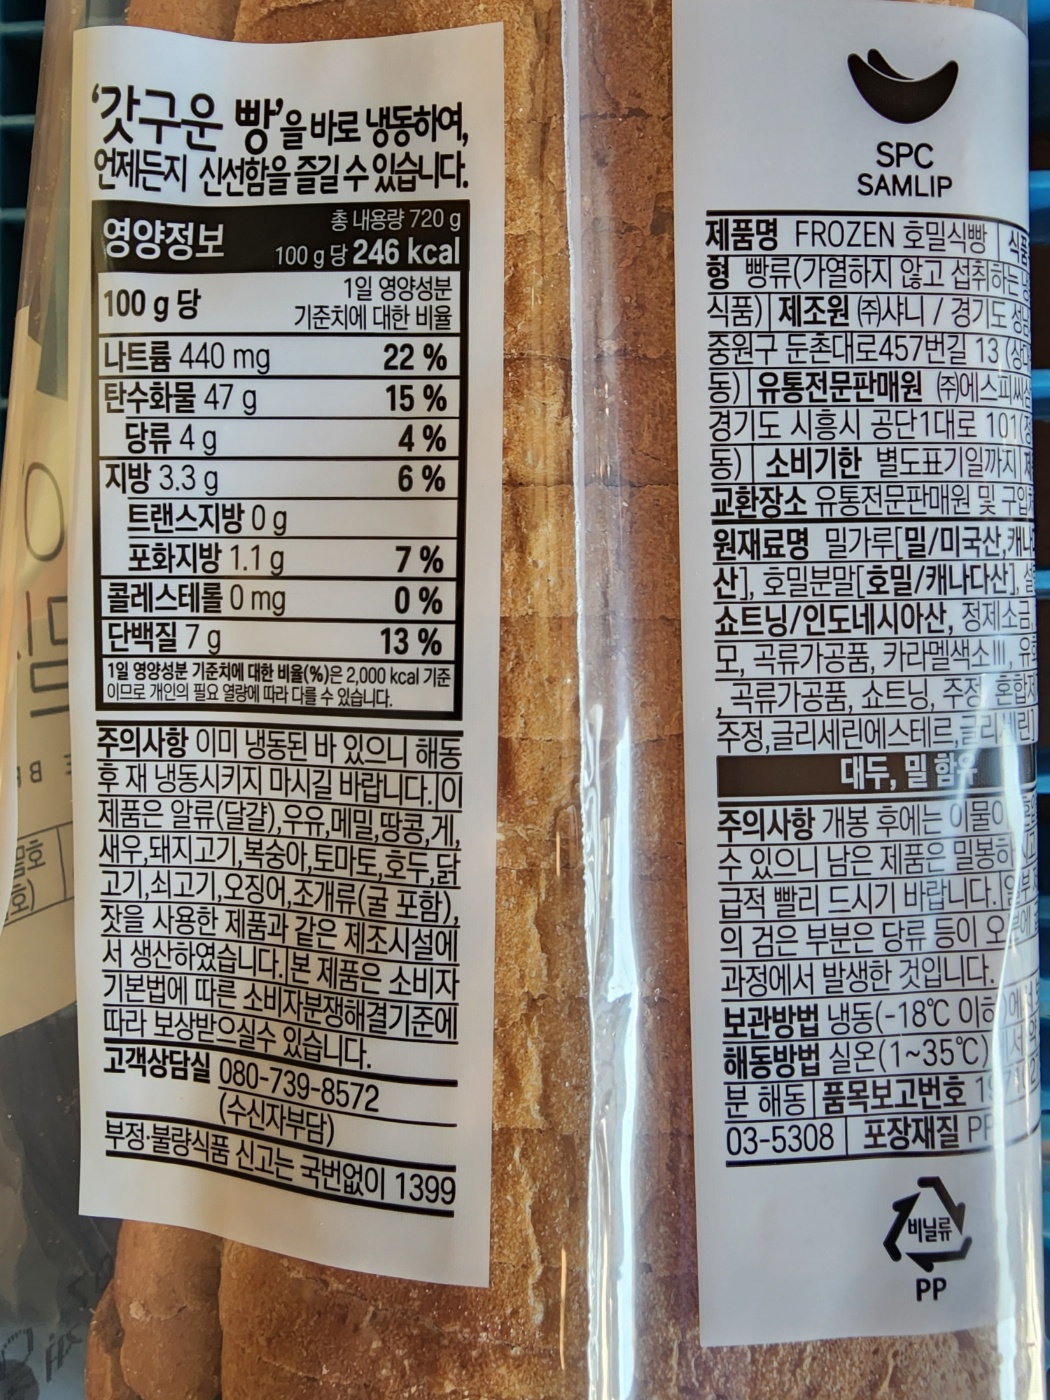 '갓구운 빵'을 바로 냉동하여,
언제든지 신선함을 즐길 수 있습니다.
영양정보
총 내용량 720 g
100 g 당 246 kcal
100 g 당
1일 영양성분
기준치에 대한 비율
나트륨 440 mg 22 %
탄수화물 47 g 15 %
당류 4 g 4 %
지방 3.3 g 6 %
트랜스지방 0 g
포화지방 1.1 g 7 %
콜레스테롤 0 mg 0 %
단백질 7 g 13 %
1일 영양성분 기준치에 대한 비율(%)은 2,000 kcal 기준
이므로 개인의 필요 열량에 따라 다를 수 있습니다.
주의사항 이미 냉동된 바 있으니 해동
후 재 냉동시키지 마시길 바랍니다.|이
제품은 알류(달걀),우유,메밀,땅콩,게,
새우,돼지고기,복숭아,토마토,호두,닭
고기,쇠고기,오징어,조개류(굴 포함),
잣을 사용한 제품과 같은 제조시설에
서 생산하였습니다.|본 제품은 소비자
기본법에 따른 소비자분쟁해결기준에
따라 보상받으실수 있습니다.
고객상담실 080-739-8572
(수신자부담)
부정·불량식품 신고는 국번없이 1399
SPC
SAMLIP
제품명 FROZEN 호밀식빵 | 식품
형 빵류(가열하지 않고 섭취하는
식품) | 제조원 (주)샤니 / 경기도
중원구 둔촌대로457번길 13
동) | 유통전문판매원 (주)에스피씨
경기도 시흥시 공단1대로 101
동) | 소비기한 별도표기일까지
교환장소 유통전문판매원 및
원재료명 밀가루[밀/미국산,
산], 호밀분말[호밀/캐나다산],
쇼트닝/인도네시아산, 정제소금,
모, 곡류가공품, 카라멜색소III,
, 곡류가공품, 쇼트닝, 주정
주정,글리세린에스테르,
대두, 밀 함유
주의사항 개봉 후에는 이물이
수 있으니 남은 제품은 밀봉하
급적 빨리 드시기 바랍니다.
의 검은 부분은 당류 등이
과정에서 발생한 것입니다.
보관방법 냉동(-18℃ 이하
해동방법 실온(1~35℃)
분 해동 | 품목보고번호
03-5308 | 포장재질 PP
비닐류
PP